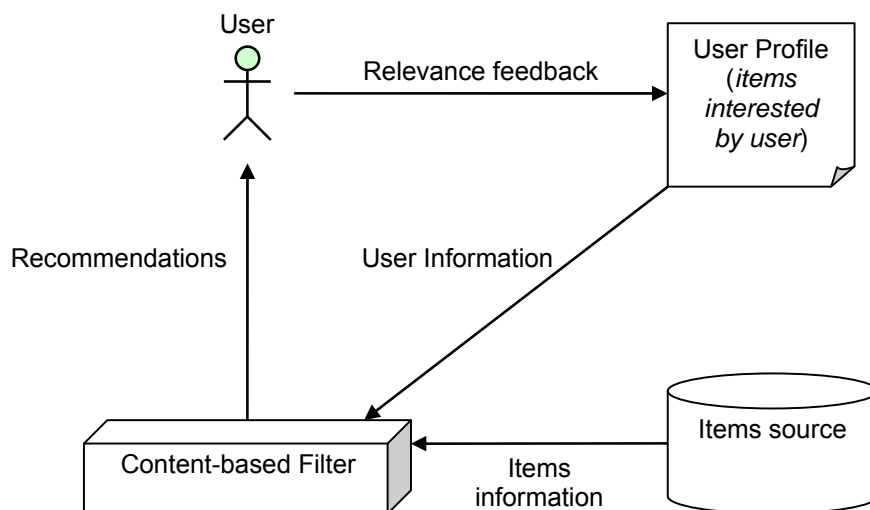 User
Relevance feedback
User Profile
(items
interested
by user)
Recommendations
User Information
Content-based Filter
Items
information
Items source